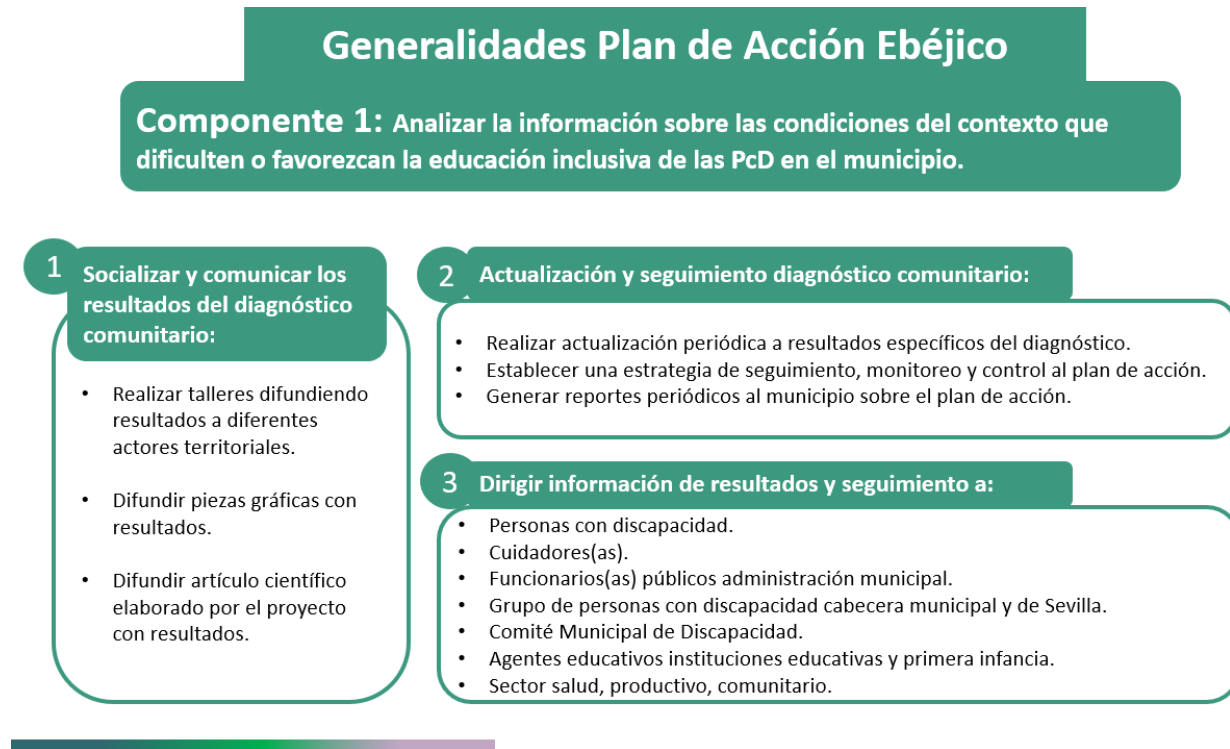 Generalidades Plan de Acción Ebéjico
Componente 1: Analizar la información sobre las condiciones del contexto que
dificulten o favorezcan la educación inclusiva de las PcD en el municipio.
1
Socializar y comunicar los
resultados del diagnóstico
comunitario:
• Realizar talleres difundiendo
resultados a diferentes
actores territoriales.
• Difundir piezas gráficas con
resultados.
• Difundir artículo científico
elaborado por el proyecto
con resultados.
2
Actualización y seguimiento diagnóstico comunitario:
• Realizar actualización periódica a resultados específicos del diagnóstico.
• Establecer una estrategia de seguimiento, monitoreo y control al plan de acción.
• Generar reportes periódicos al municipio sobre el plan de acción.
3
Dirigir información de resultados y seguimiento a:
• Personas con discapacidad.
• Cuidadores(as).
• Funcionarios(as) públicos administración municipal.
• Grupo de personas con discapacidad cabecera municipal y de Sevilla.
• Comité Municipal de Discapacidad.
• Agentes educativos instituciones educativas y primera infancia.
• Sector salud, productivo, comunitario.